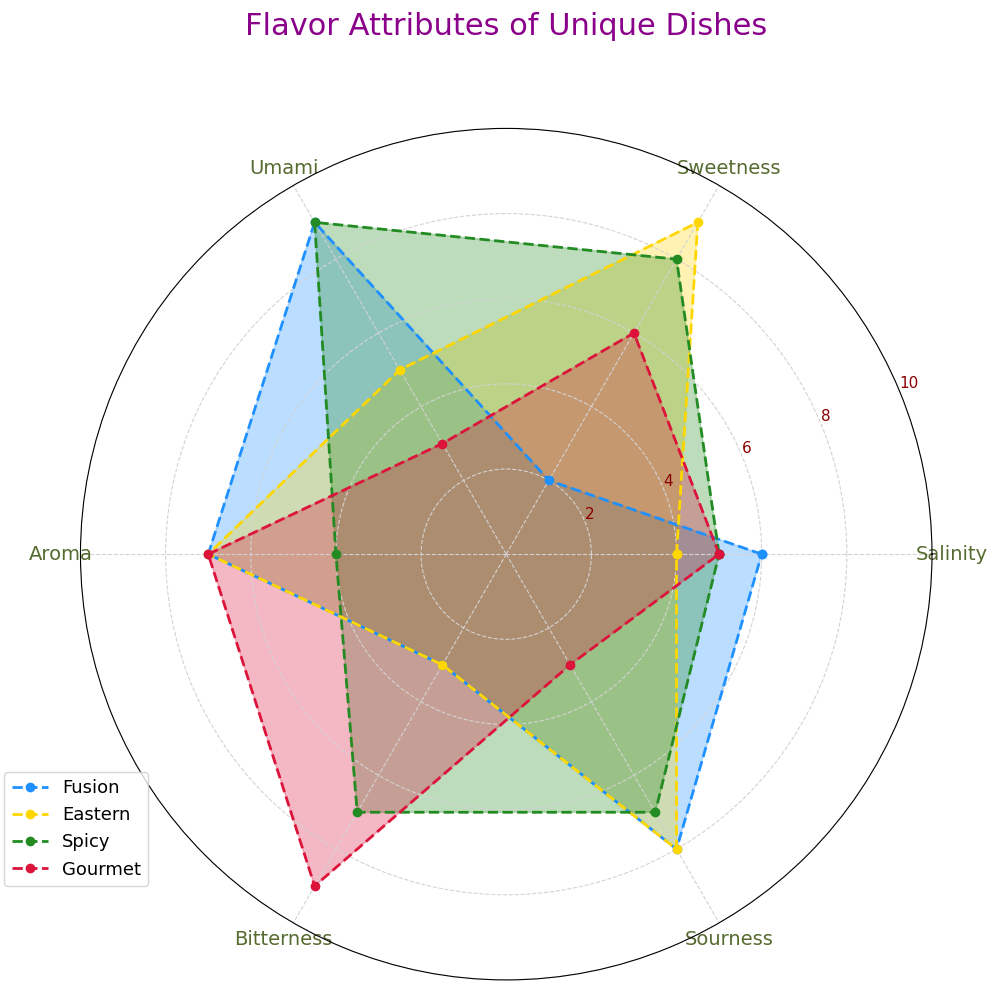 Flavor Attributes of Unique Dishes
Umami
Sweetness
10
8
6
4
2
Aroma
Salinity
Fusion
Eastern
Spicy
Gourmet
Bitterness
Sourness